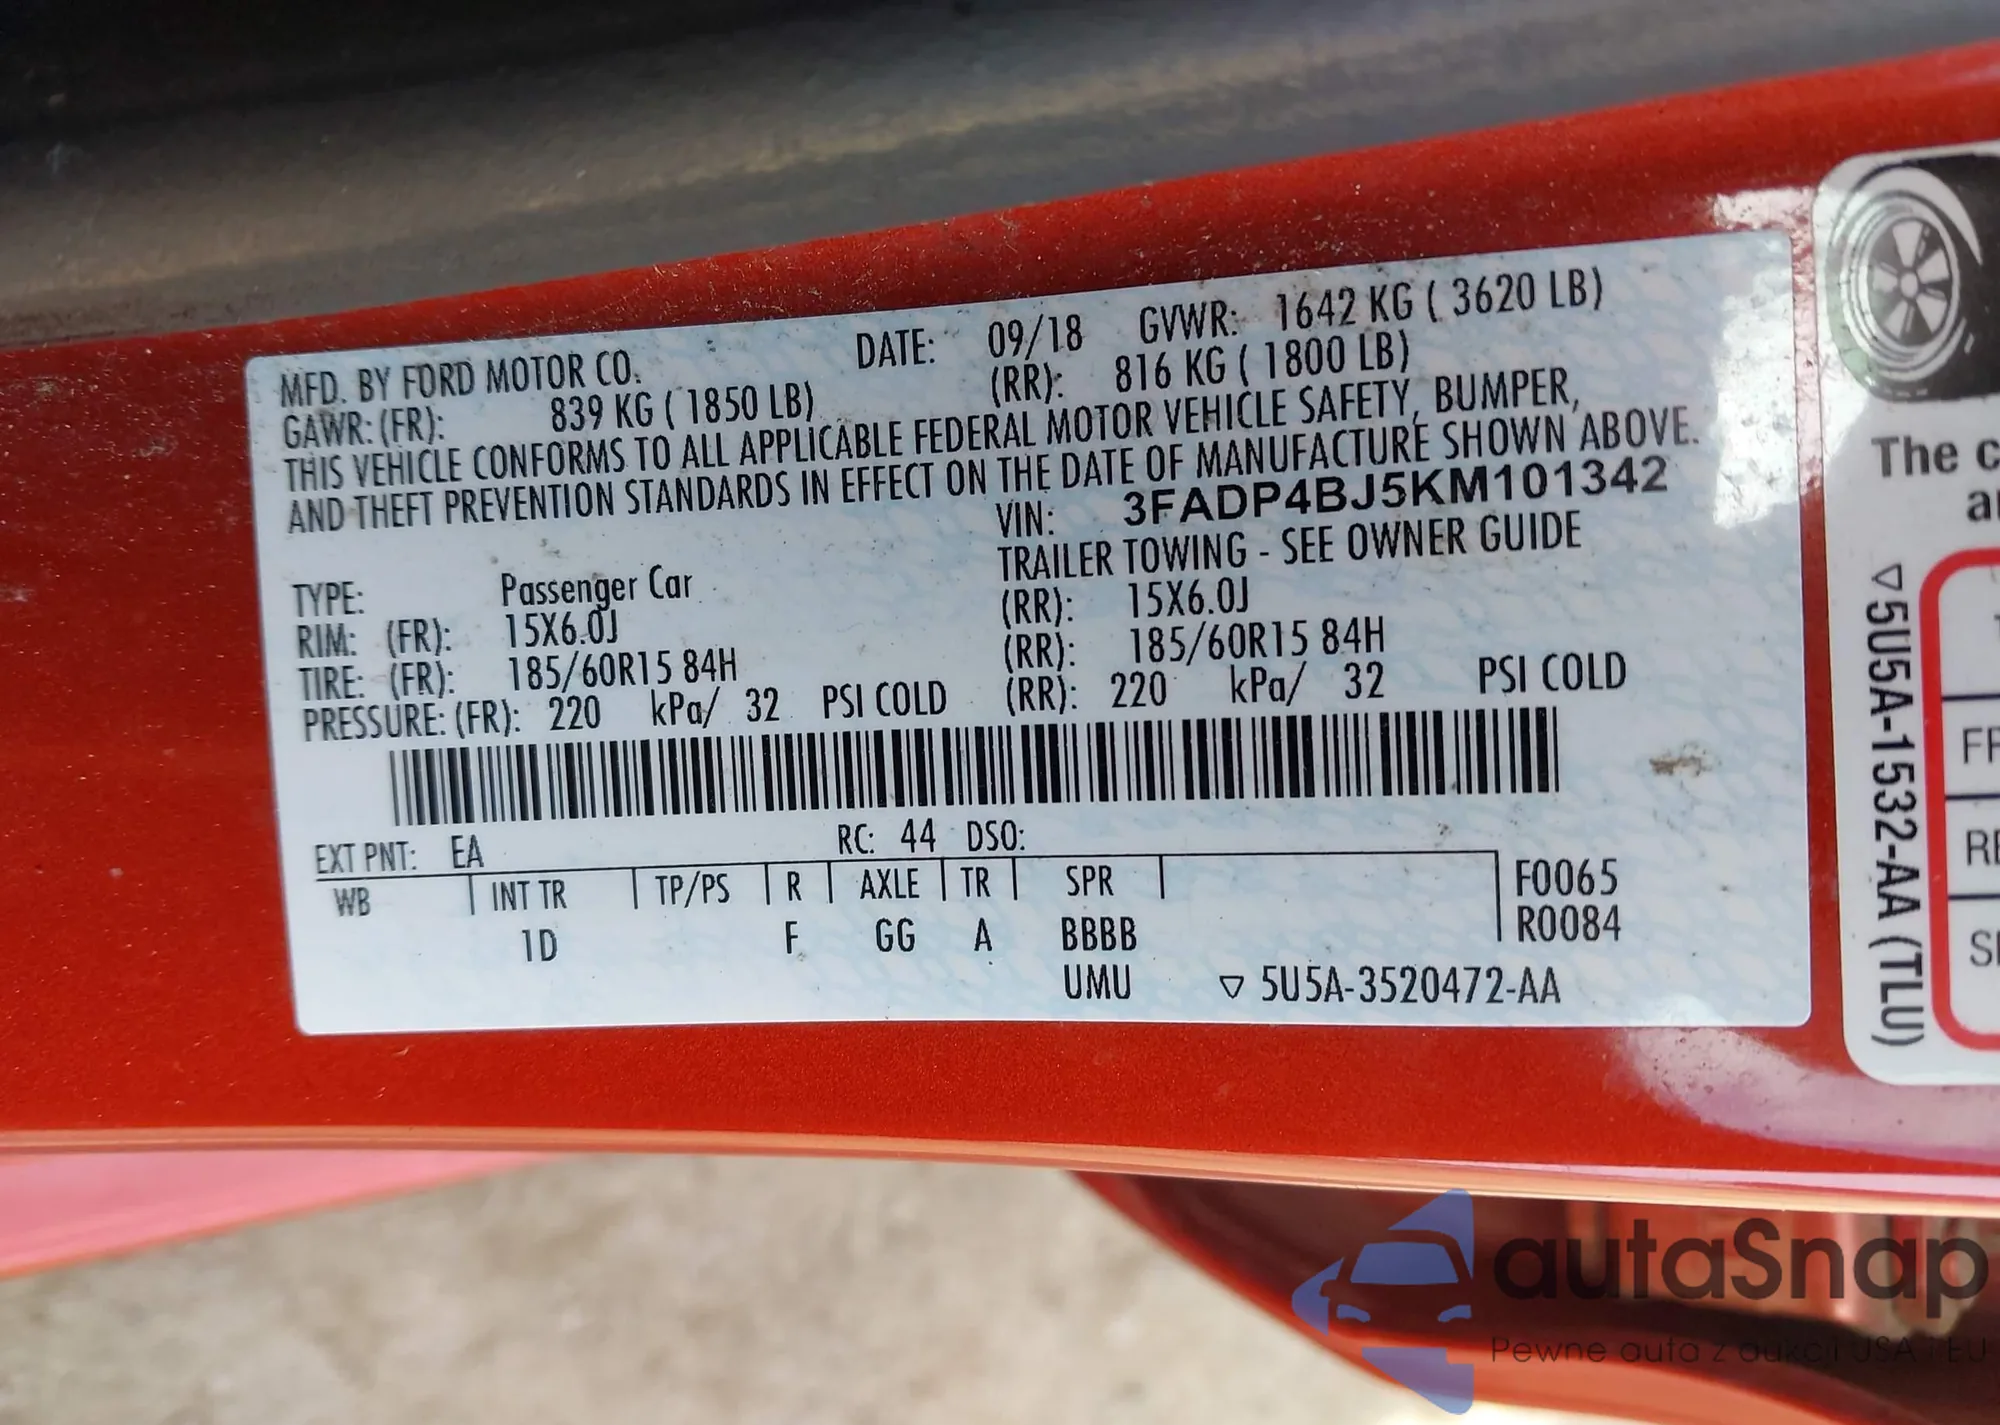 MFD. BY FORD MOTOR CO. DATE: 09/18 GVWR: 1642 KG ( 3620 LB)
GAWR: (FR): 839 KG ( 1850 LB) (RR): 816 KG ( 1800 LB)
THIS VEHICLE CONFORMS TO ALL APPLICABLE FEDERAL MOTOR VEHICLE SAFETY, BUMPER,
AND THEFT PREVENTION STANDARDS IN EFFECT ON THE DATE OF MANUFACTURE SHOWN ABOVE.
VIN: 3FADP4BJ5KM101342
TRAILER TOWING - SEE OWNER GUIDE
TYPE: Passenger Car
RIM: (FR): 15X6.0J (RR): 15X6.0J
TIRE: (FR): 185/60R15 84H (RR): 185/60R15 84H
PRESSURE: (FR): 220 kPa/ 32 PSI COLD (RR): 220 kPa/ 32 PSI COLD
EXT PNT: EA RC: 44 DSO:
WB INT TR TP/PS R AXLE TR SPR F0065
1D F GG A BBBB R0084
UMU ▽ 5U5A-3520472-AA
The c
▽5U5A-1532-AA (TLU)
autaSnap
Pewne auta z aukcji USA i EU